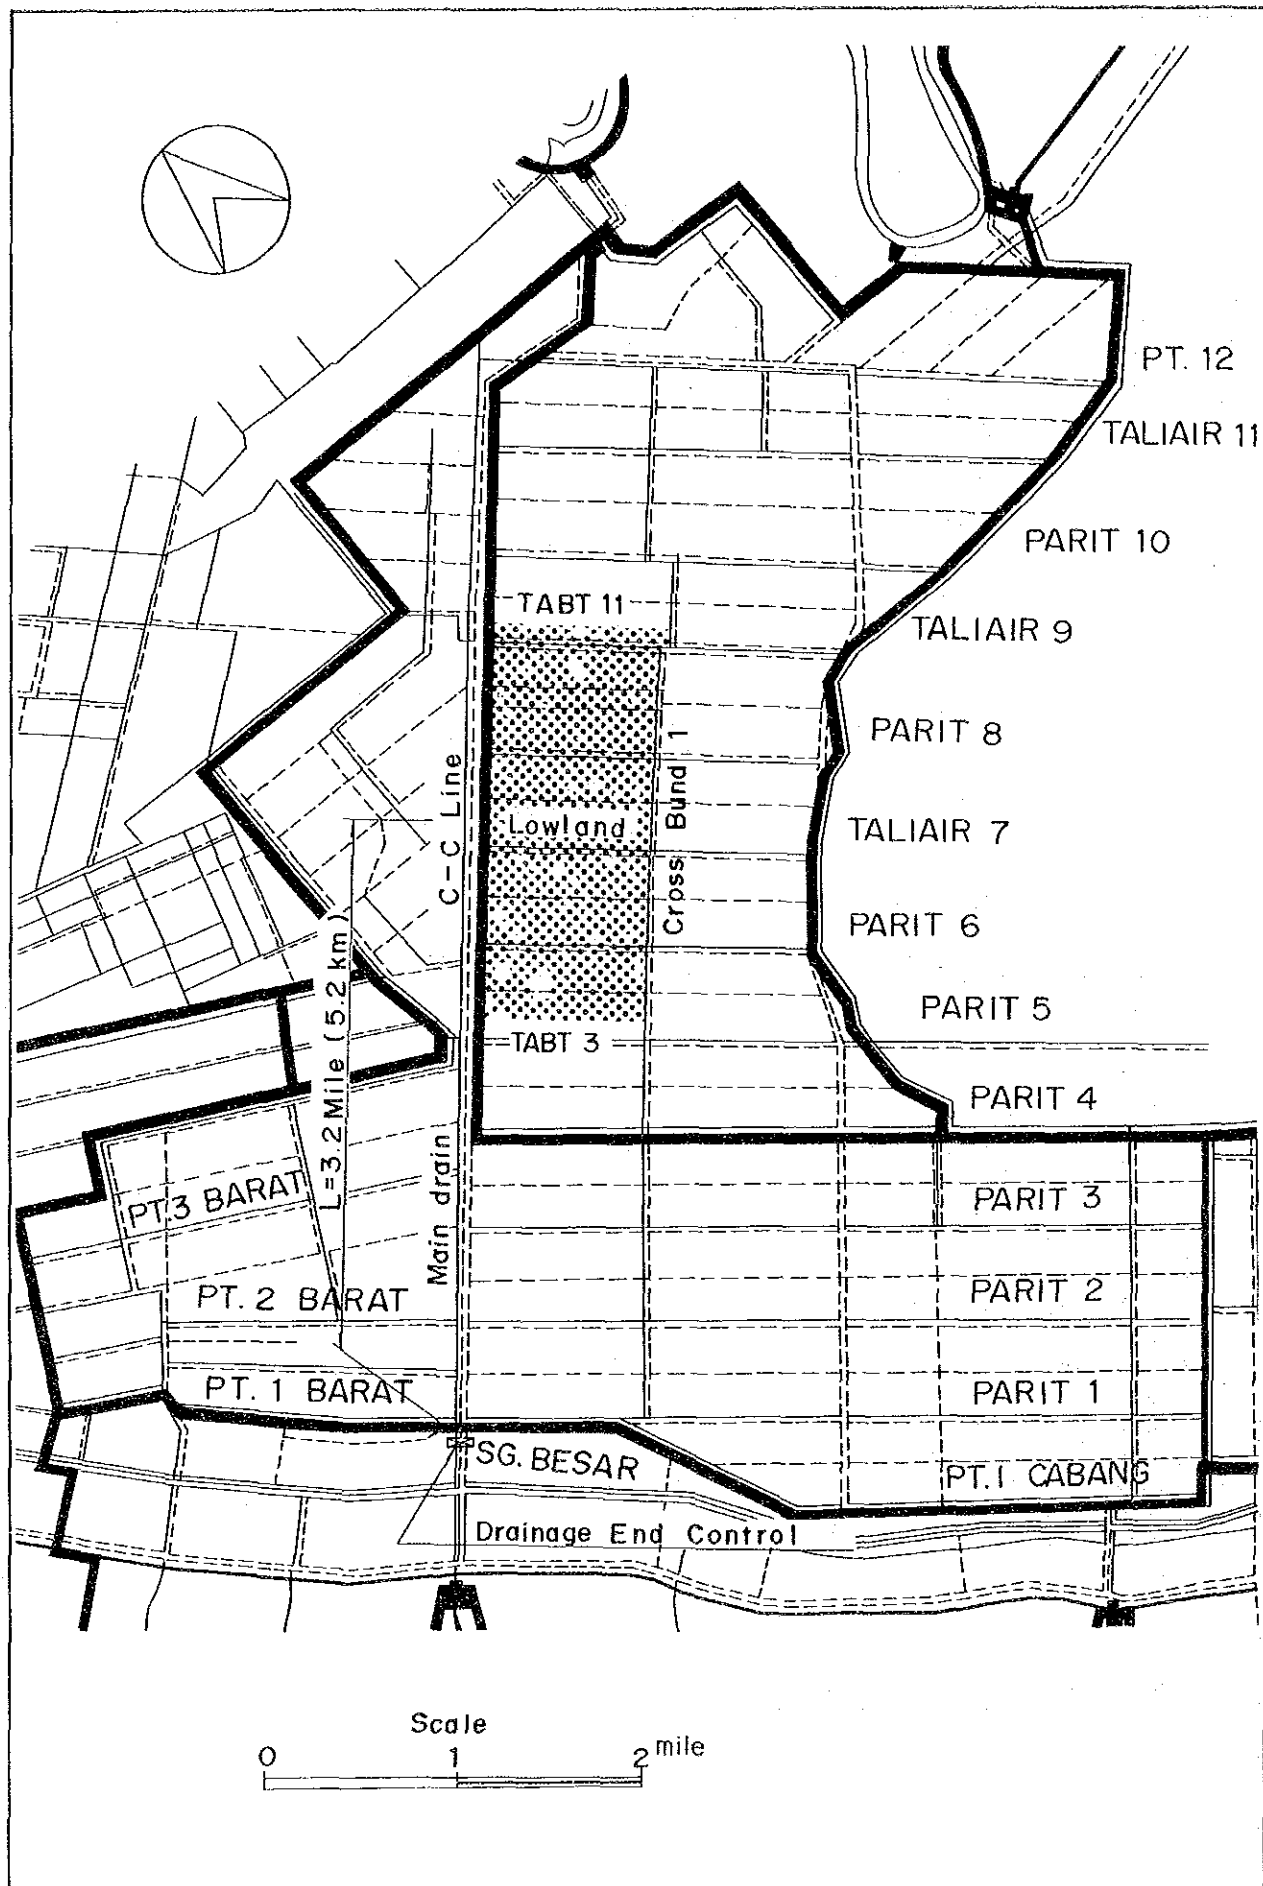 PT. 12
TALIAIR 11
PARIT 10
TABT 11
TALIAIR 9
PARIT 8
C-C Line
Cross Bund 1
Lowland
TALIAIR 7
PARIT 6
L=3.2 Mile (5.2 km)
PARIT 5
TABT 3
PARIT 4
Main drain
PT.3 BARAT
PARIT 3
PT. 2 BARAT
PARIT 2
PT. 1 BARAT
PARIT 1
SG. BESAR
PT.1 CABANG
Drainage End Control
Scale
0 1 2 mile